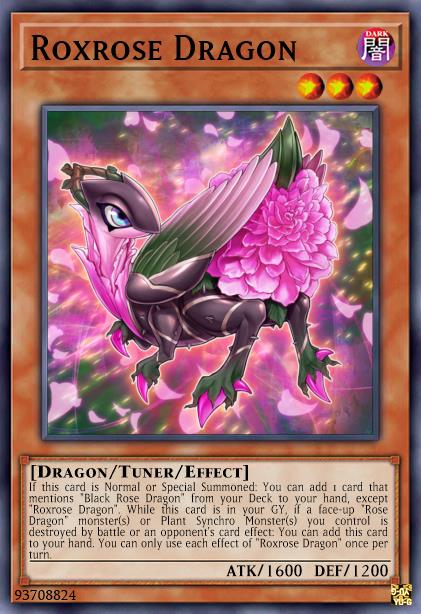 Roxrose Dragon
DARK
闇
[Dragon/Tuner/Effect]
If this card is Normal or Special Summoned: You can add 1 card that
mentions "Black Rose Dragon" from your Deck to your hand, except
"Roxrose Dragon". While this card is in your GY, if a face-up "Rose
Dragon" monster(s) or Plant Synchro Monster(s) you control is
destroyed by battle or an opponent's card effect: You can add this card
to your hand. You can only use each effect of "Roxrose Dragon" once per
turn.
ATK/1600 DEF/1200
93708824